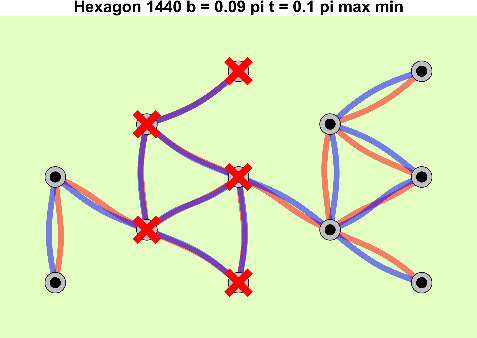 Hexagon 1440 b = 0.09 pi t = 0.1 pi max min